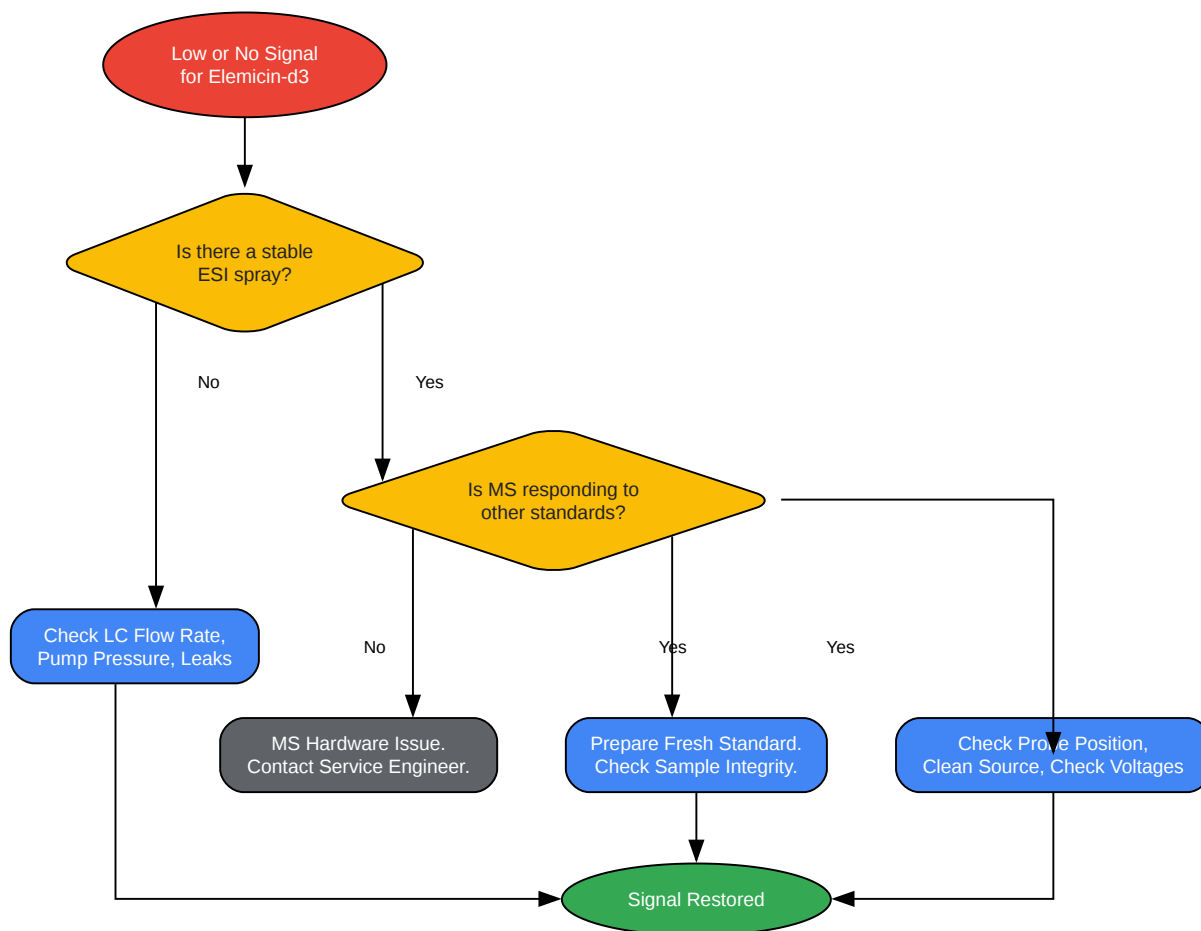 Low or No Signal
for Elemicin-d3
Is there a stable
ESI spray?
No
Yes
Is MS responding to
other standards?
Check LC Flow Rate,
Pump Pressure, Leaks
No
Yes
Yes
MS Hardware Issue.
Contact Service Engineer.
Prepare Fresh Standard.
Check Sample Integrity.
Check Probe Position,
Clean Source, Check Voltages
Signal Restored